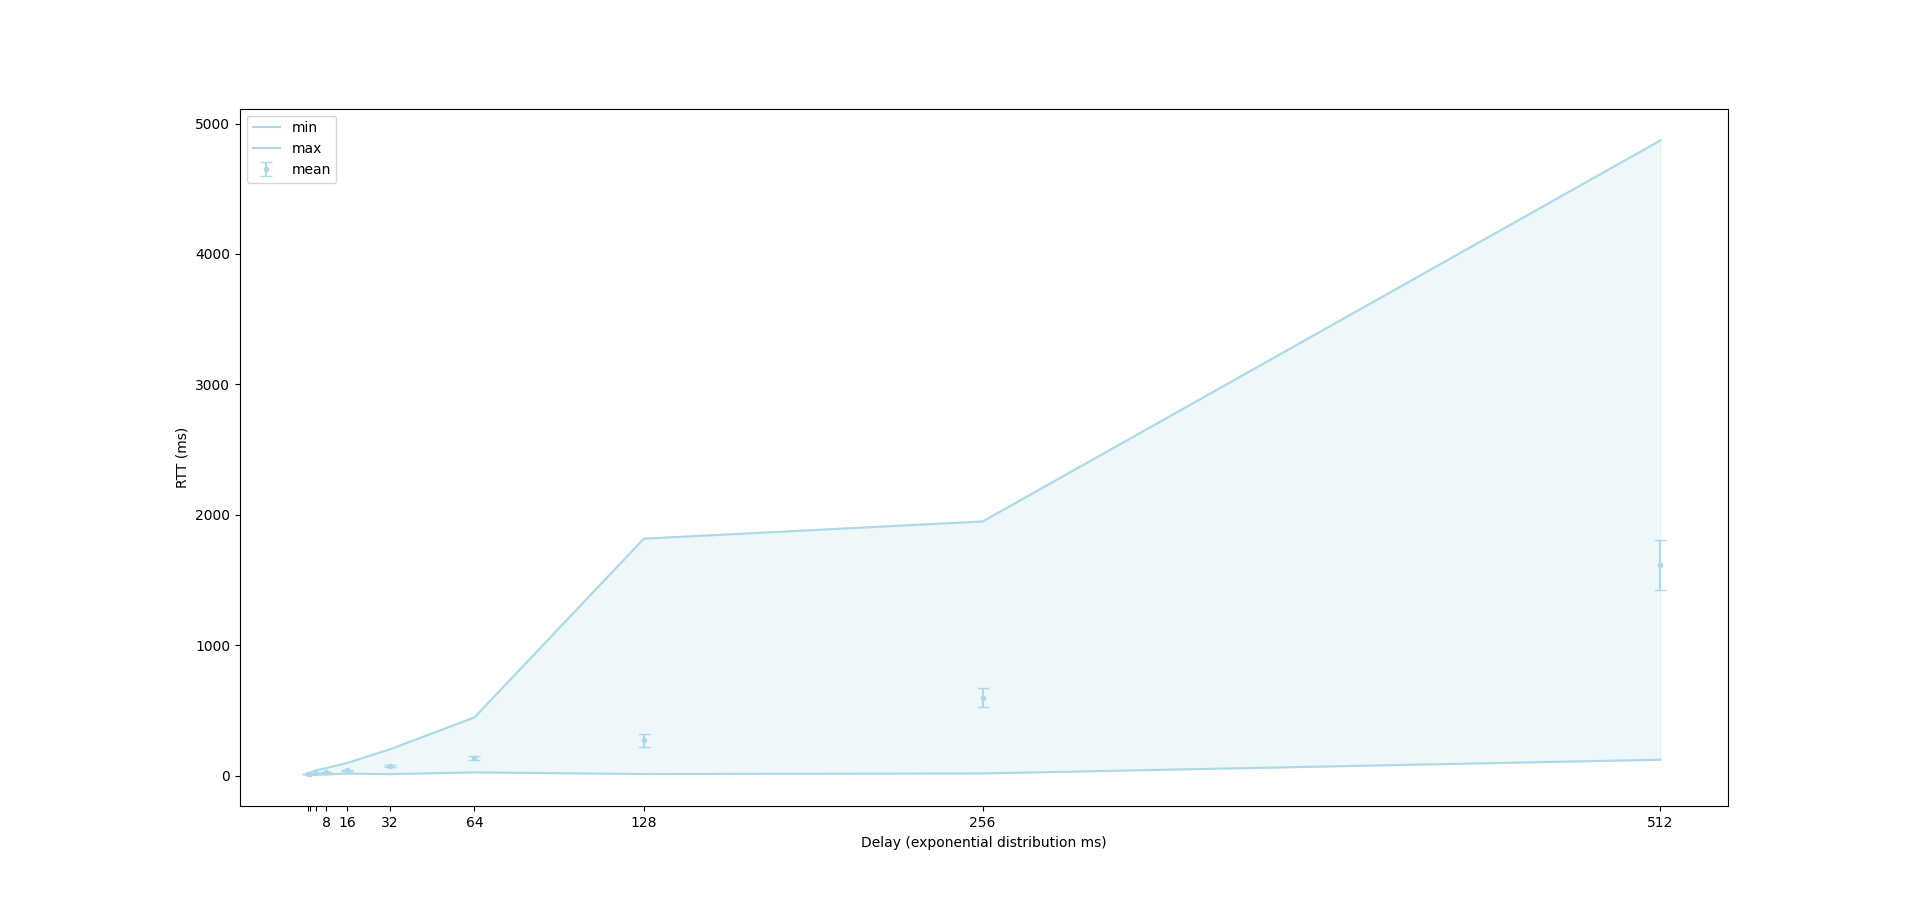 min
max
mean
5000
4000
3000
2000
1000
0
RTT (ms)
8 16 32 64 128 256 512
Delay (exponential distribution ms)